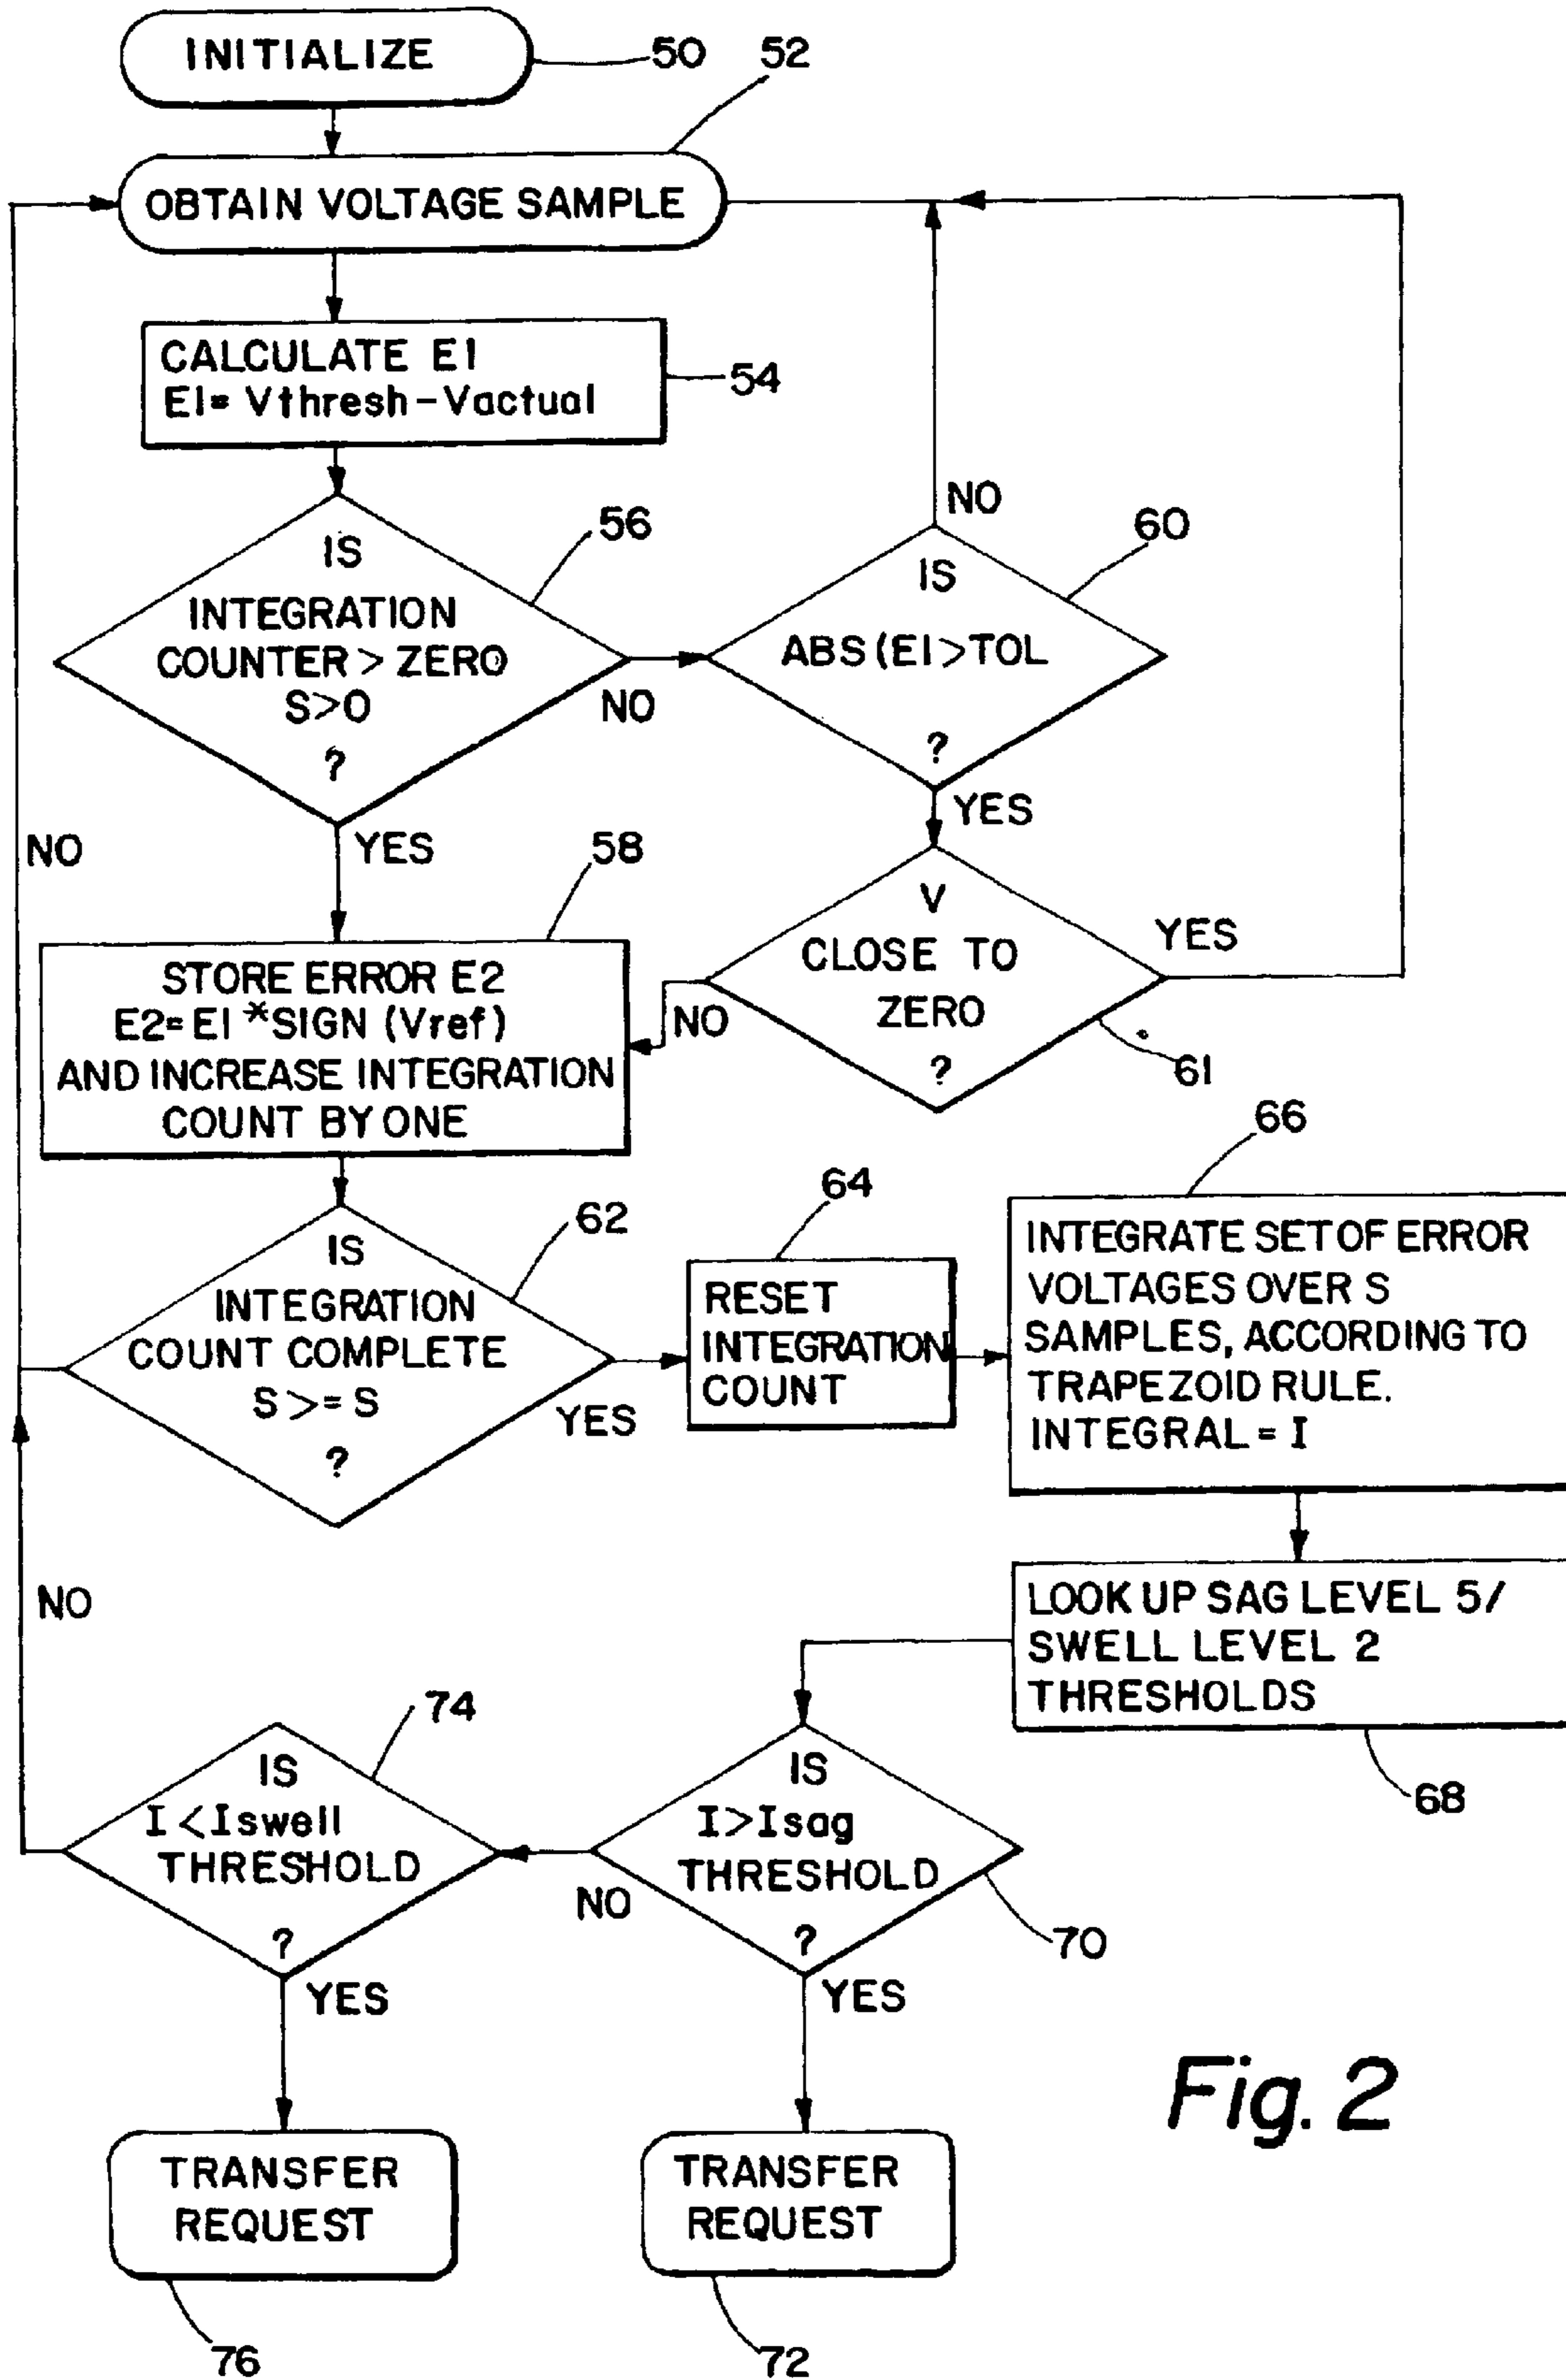 INITIALIZE
50
52
OBTAIN VOLTAGE SAMPLE
CALCULATE E1
E1= Vthresh-Vactual
54
IS
INTEGRATION
COUNTER > ZERO
S>0
?
56
NO
YES
IS
ABS(E1>TOL
?
60
NO
YES
V
CLOSE TO
ZERO
?
61
YES
NO
NO
58
STORE ERROR E2
E2=E1*SIGN (Vref)
AND INCREASE INTEGRATION
COUNT BY ONE
IS
INTEGRATION
COUNT COMPLETE
S >= S
?
62
YES
64
RESET
INTEGRATION
COUNT
66
INTEGRATE SET OF ERROR
VOLTAGES OVER S
SAMPLES, ACCORDING TO
TRAPEZOID RULE.
INTEGRAL = I
LOOK UP SAG LEVEL 5/
SWELL LEVEL 2
THRESHOLDS
68
NO
74
IS
I<Iswell
THRESHOLD
?
YES
NO
IS
I>Isag
THRESHOLD
?
70
YES
TRANSFER
REQUEST
76
TRANSFER
REQUEST
72
Fig. 2